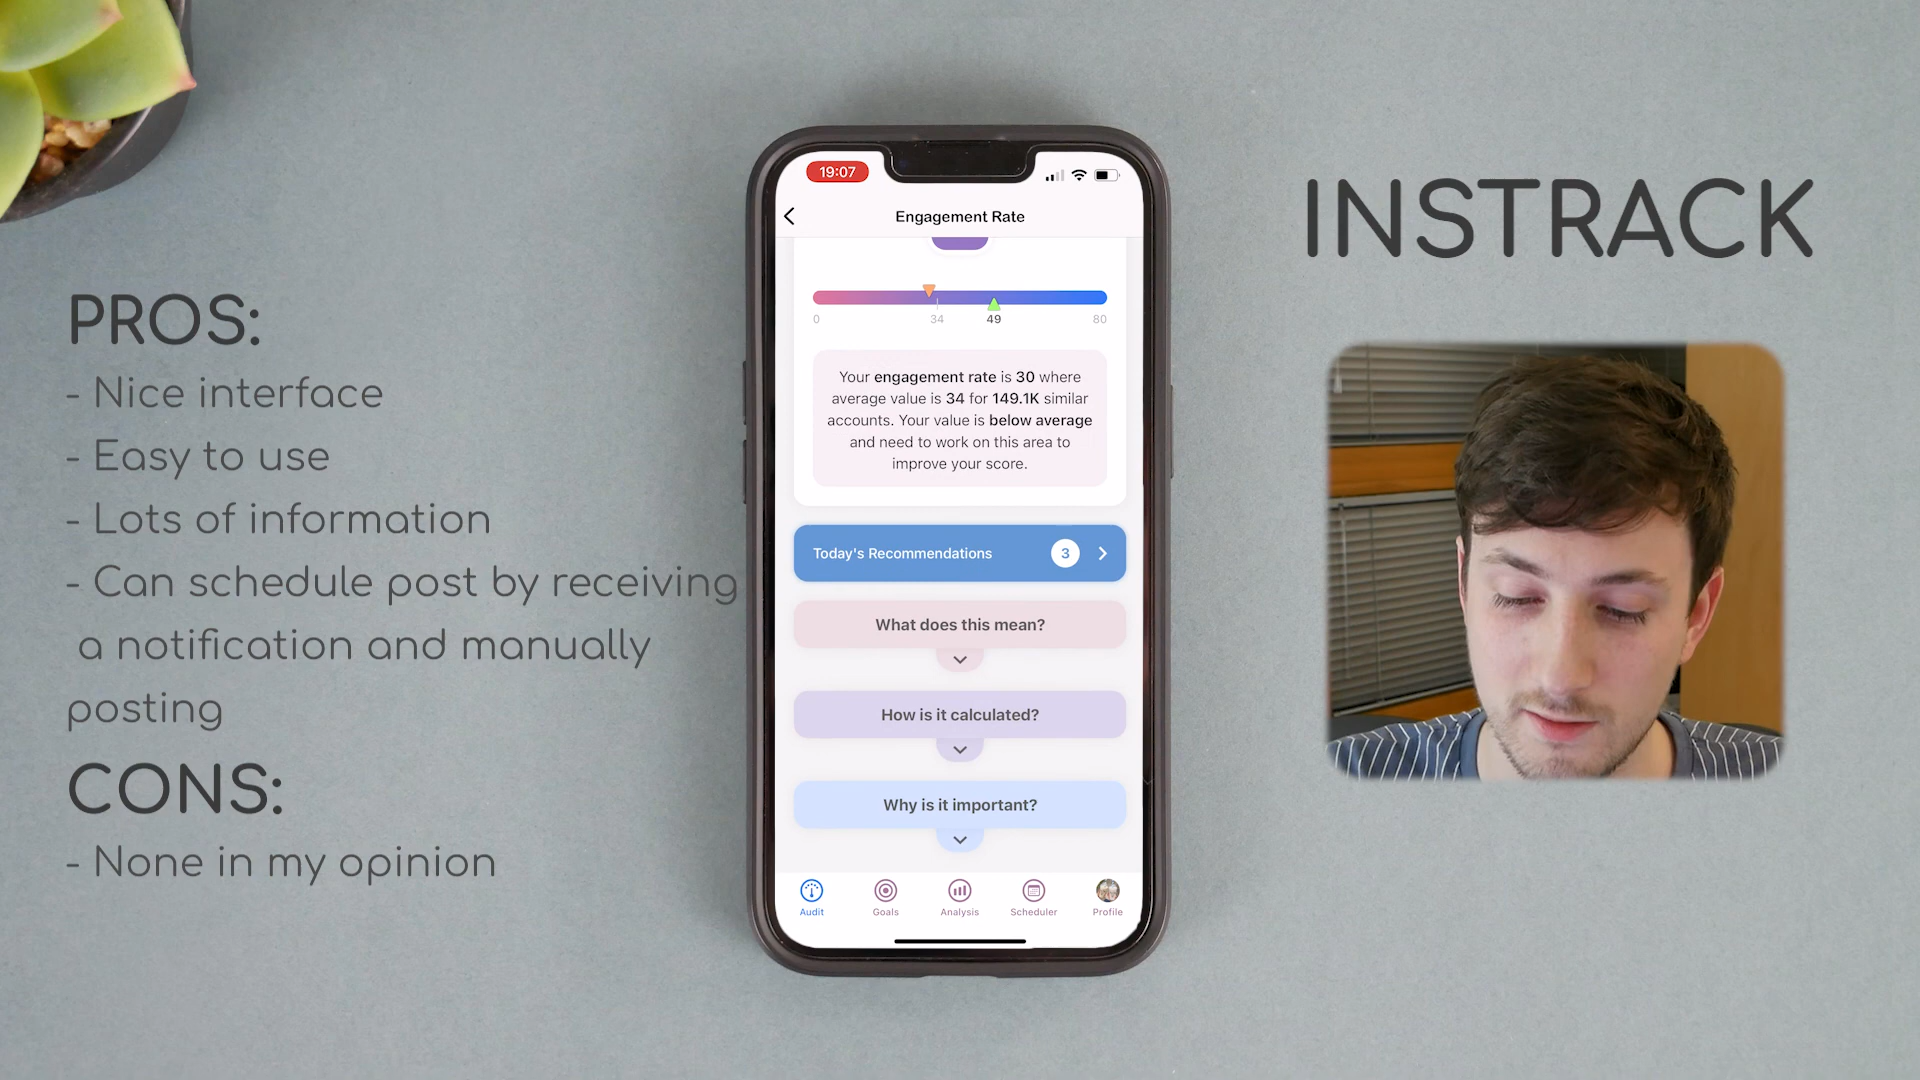 PROS:
- Nice interface
- Easy to use
- Lots of information
- Can schedule post by receiving
a notification and manually
posting
CONS:
- None in my opinion
19:07
Engagement Rate
0 34 49 80
Your engagement rate is 30 where
average value is 34 for 149.1K similar
accounts. Your value is below average
and need to work on this area to
improve your score.
Today's Recommendations 3
What does this mean?
How is it calculated?
Why is it important?
Audit Goals Analysis Scheduler Profile
INSTRACK